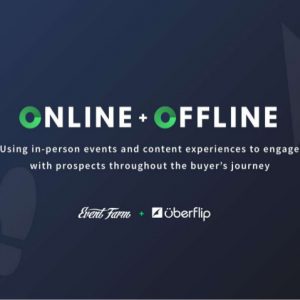 ONLINE + OFFLINE
Using in-person events and content experiences to engage
with prospects throughout the buyer's journey
Event Farm + überflip